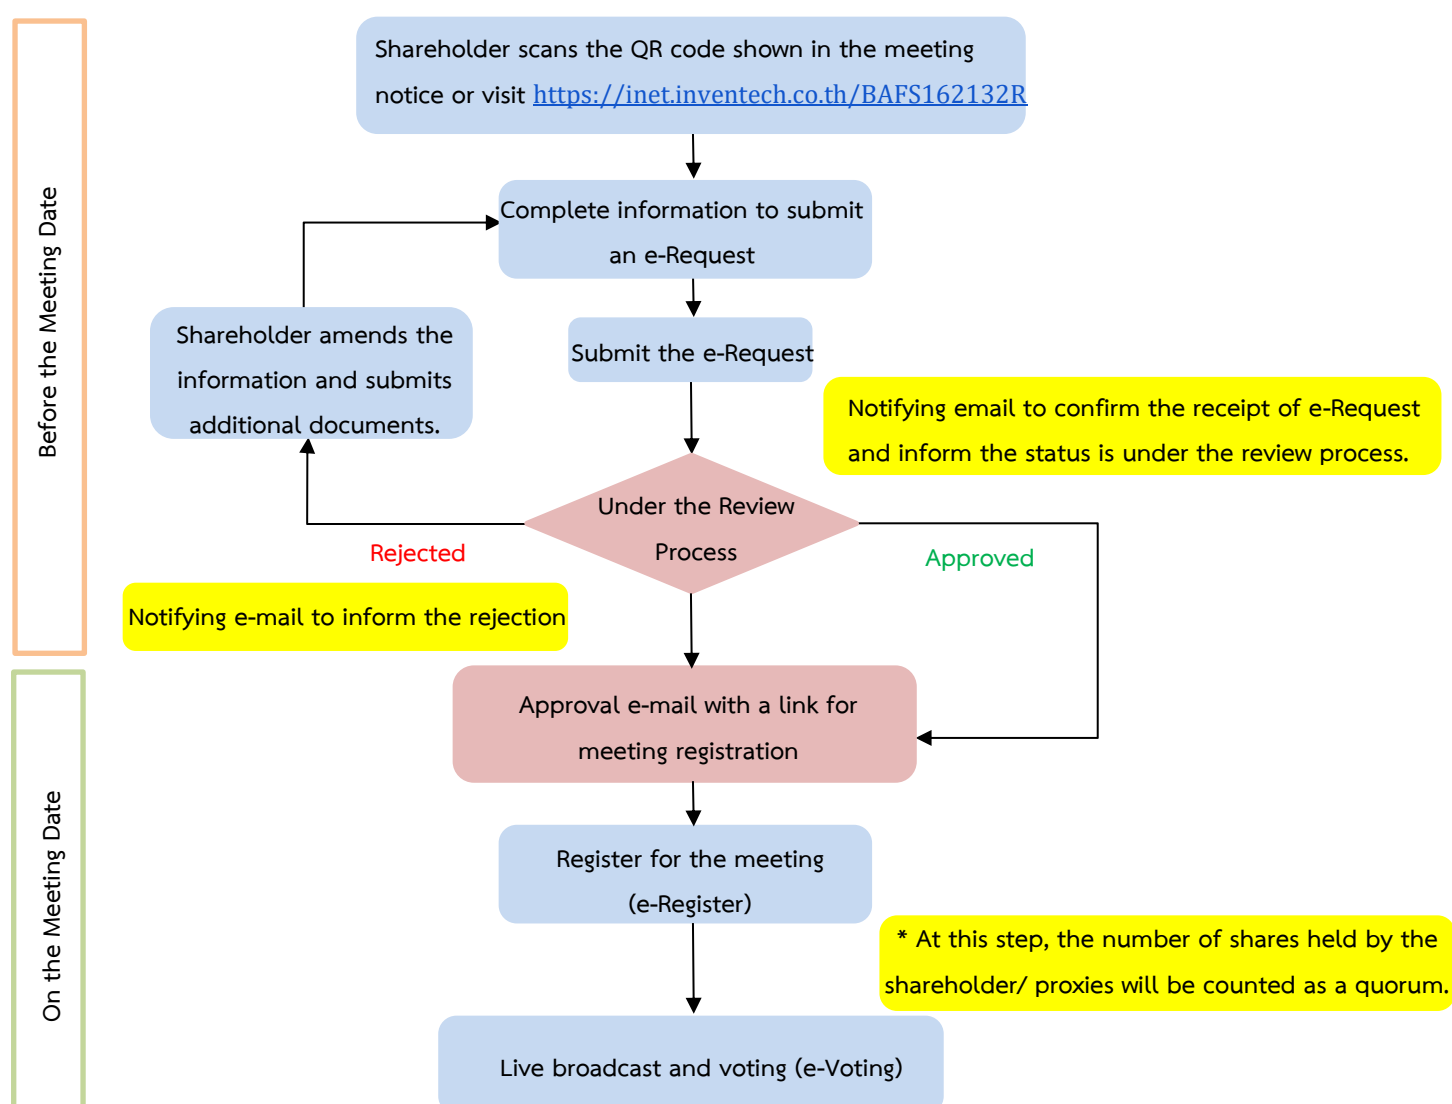 Before the Meeting Date
Shareholder scans the QR code shown in the meeting
notice or visit https://inet.inventech.co.th/BAFS162132R
Complete information to submit
an e-Request
Shareholder amends the
information and submits
additional documents.
Submit the e-Request
Notifying email to confirm the receipt of e-Request
and inform the status is under the review process.
Under the Review
Process
Rejected
Approved
Notifying e-mail to inform the rejection
On the Meeting Date
Approval e-mail with a link for
meeting registration
Register for the meeting
(e-Register)
* At this step, the number of shares held by the
shareholder/ proxies will be counted as a quorum.
Live broadcast and voting (e-Voting)